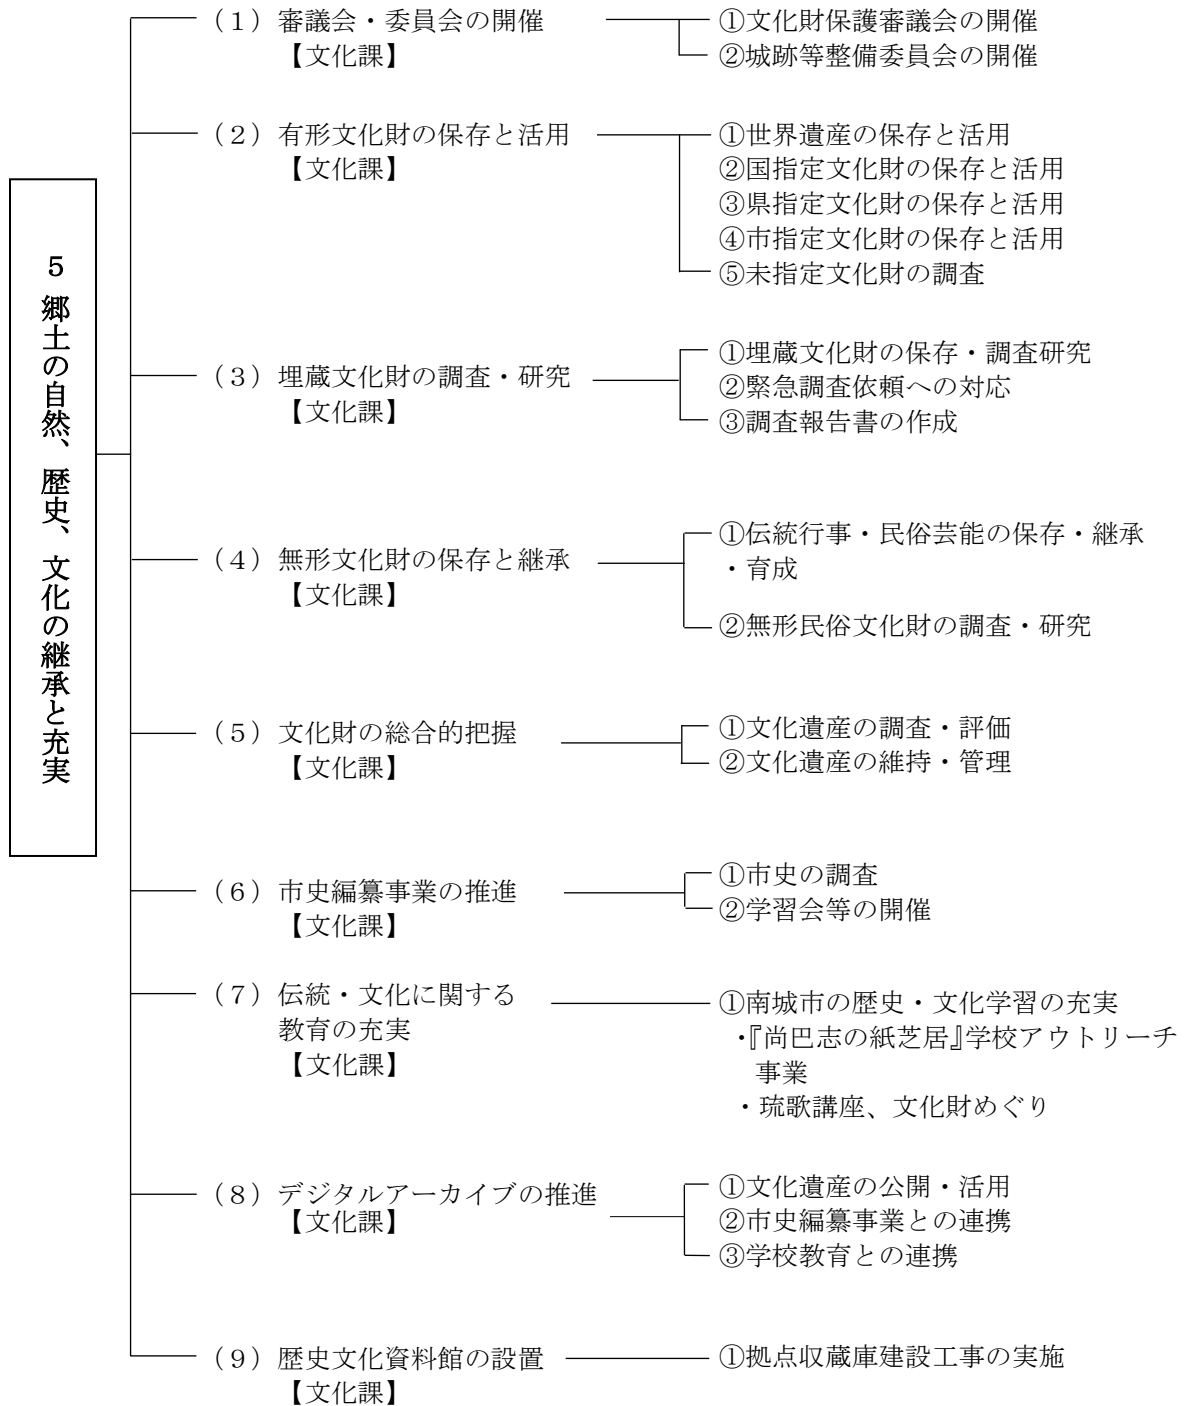 5 郷土の自然、歴史、文化の継承と充実
（１）審議会・委員会の開催
【文化課】
①文化財保護審議会の開催
②城跡等整備委員会の開催
（２）有形文化財の保存と活用
【文化課】
①世界遺産の保存と活用
②国指定文化財の保存と活用
③県指定文化財の保存と活用
④市指定文化財の保存と活用
⑤未指定文化財の調査
（３）埋蔵文化財の調査・研究
【文化課】
①埋蔵文化財の保存・調査研究
②緊急調査依頼への対応
③調査報告書の作成
（４）無形文化財の保存と継承
【文化課】
①伝統行事・民俗芸能の保存・継承
・育成
②無形民俗文化財の調査・研究
（５）文化財の総合的把握
【文化課】
①文化遺産の調査・評価
②文化遺産の維持・管理
（６）市史編纂事業の推進
【文化課】
①市史の調査
②学習会等の開催
（７）伝統・文化に関する
教育の充実
【文化課】
①南城市の歴史・文化学習の充実
・『尚巴志の紙芝居』学校アウトリーチ
事業
・琉歌講座、文化財めぐり
（８）デジタルアーカイブの推進
【文化課】
①文化遺産の公開・活用
②市史編纂事業との連携
③学校教育との連携
（９）歴史文化資料館の設置
【文化課】
①拠点収蔵庫建設工事の実施